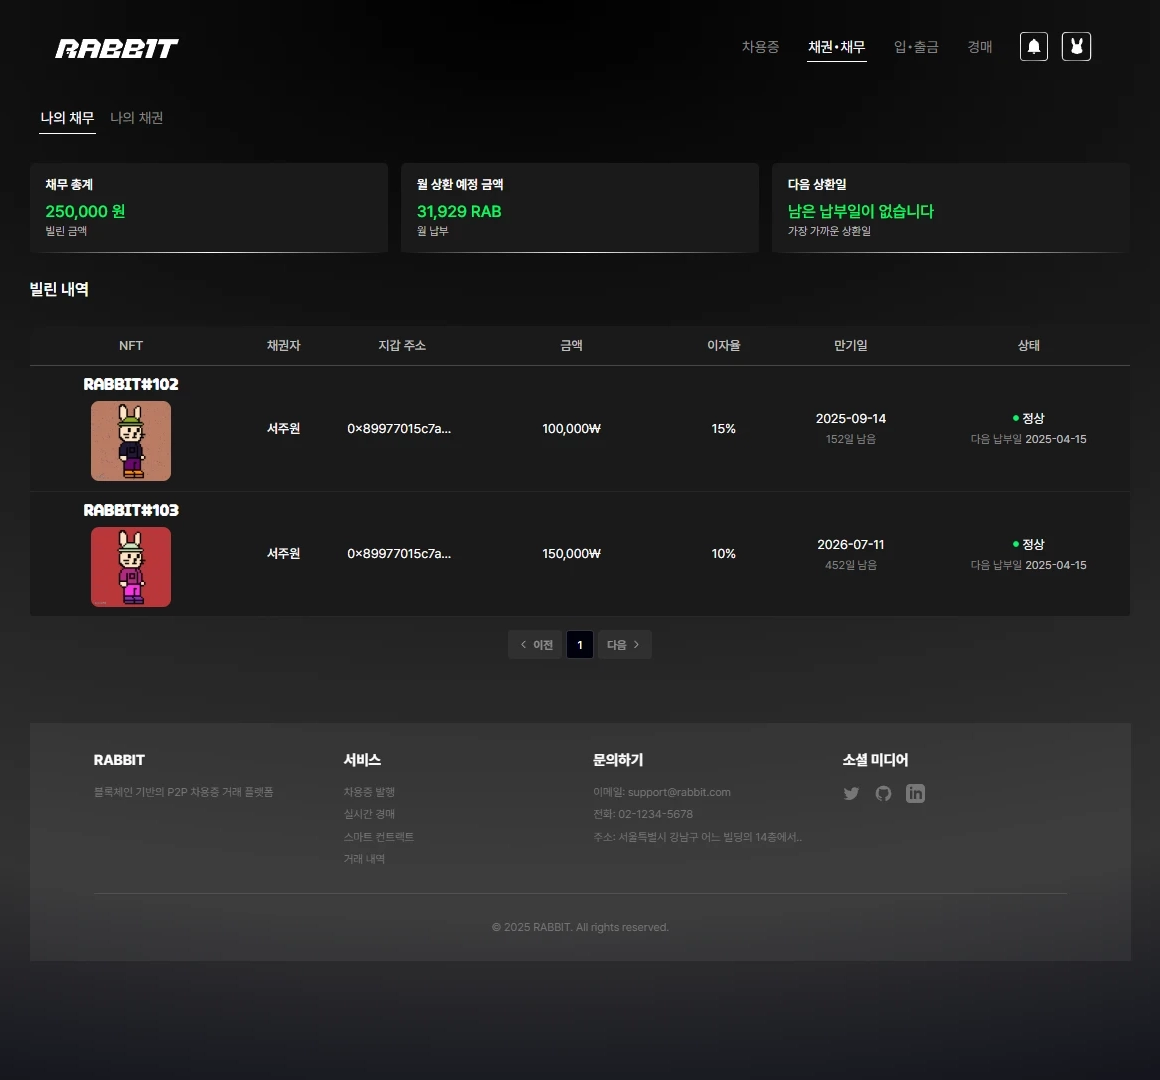 RABB1T
차용증 채권•채무 입•출금 경매
나의 채무 나의 채권
채무 총계
250,000 원
빌린 금액
월 상환 예정 금액
31,929 RAB
월 납부
다음 상환일
남은 납부일이 없습니다
가장 가까운 상환일
빌린 내역
NFT 채권자 지갑 주소 금액 이자율 만기일 상태
RABBIT#102
서주원 0x89977015c7a... 100,000₩ 15% 2025-09-14 정상
152일 남음 다음 납부일 2025-04-15
RABBIT#103
서주원 0x89977015c7a... 150,000₩ 10% 2026-07-11 정상
452일 남음 다음 납부일 2025-04-15
이전 1 다음
RABBIT
블록체인 기반의 P2P 차용증 거래 플랫폼
서비스
차용증 발행
실시간 경매
스마트 컨트랙트
거래 내역
문의하기
이메일: support@rabbit.com
전화: 02-1234-5678
주소: 서울특별시 강남구 어느 빌딩의 14층에서..
소셜 미디어
in
© 2025 RABBIT. All rights reserved.